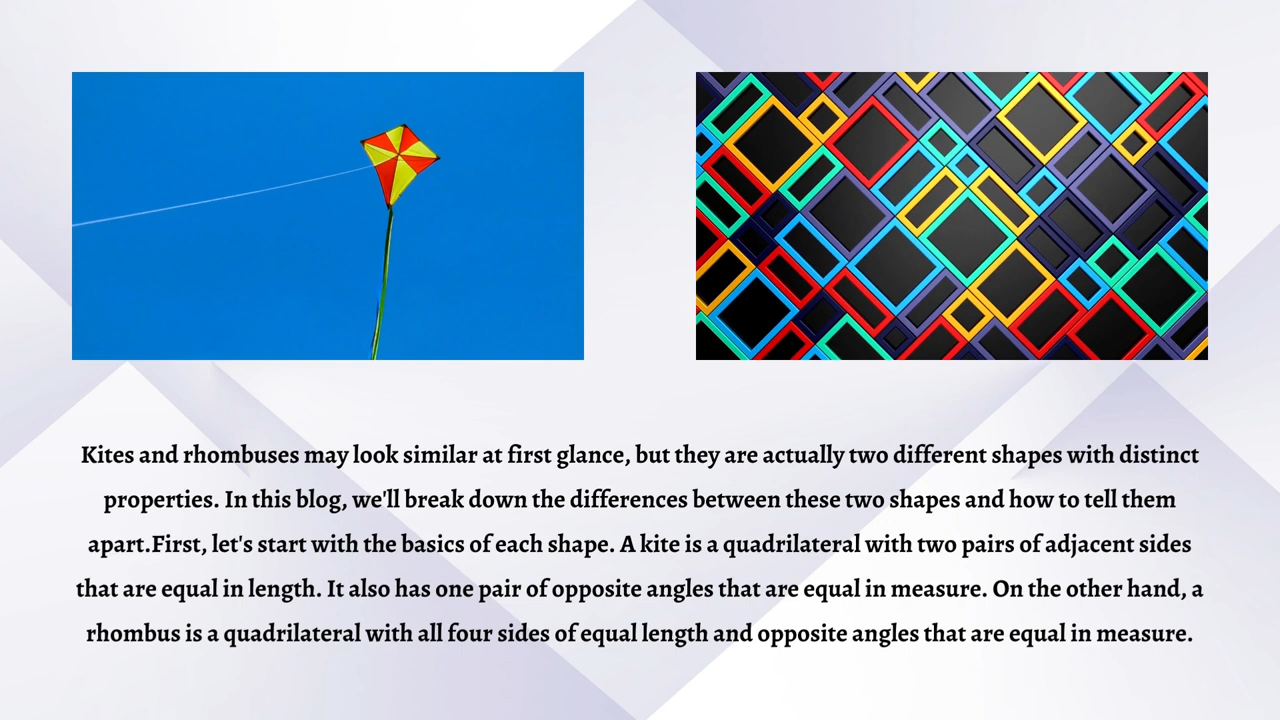 Kites and rhombuses may look similar at first glance, but they are actually two different shapes with distinct
properties. In this blog, we'll break down the differences between these two shapes and how to tell them
apart.First, let's start with the basics of each shape. A kite is a quadrilateral with two pairs of adjacent sides
that are equal in length. It also has one pair of opposite angles that are equal in measure. On the other hand, a
rhombus is a quadrilateral with all four sides of equal length and opposite angles that are equal in measure.